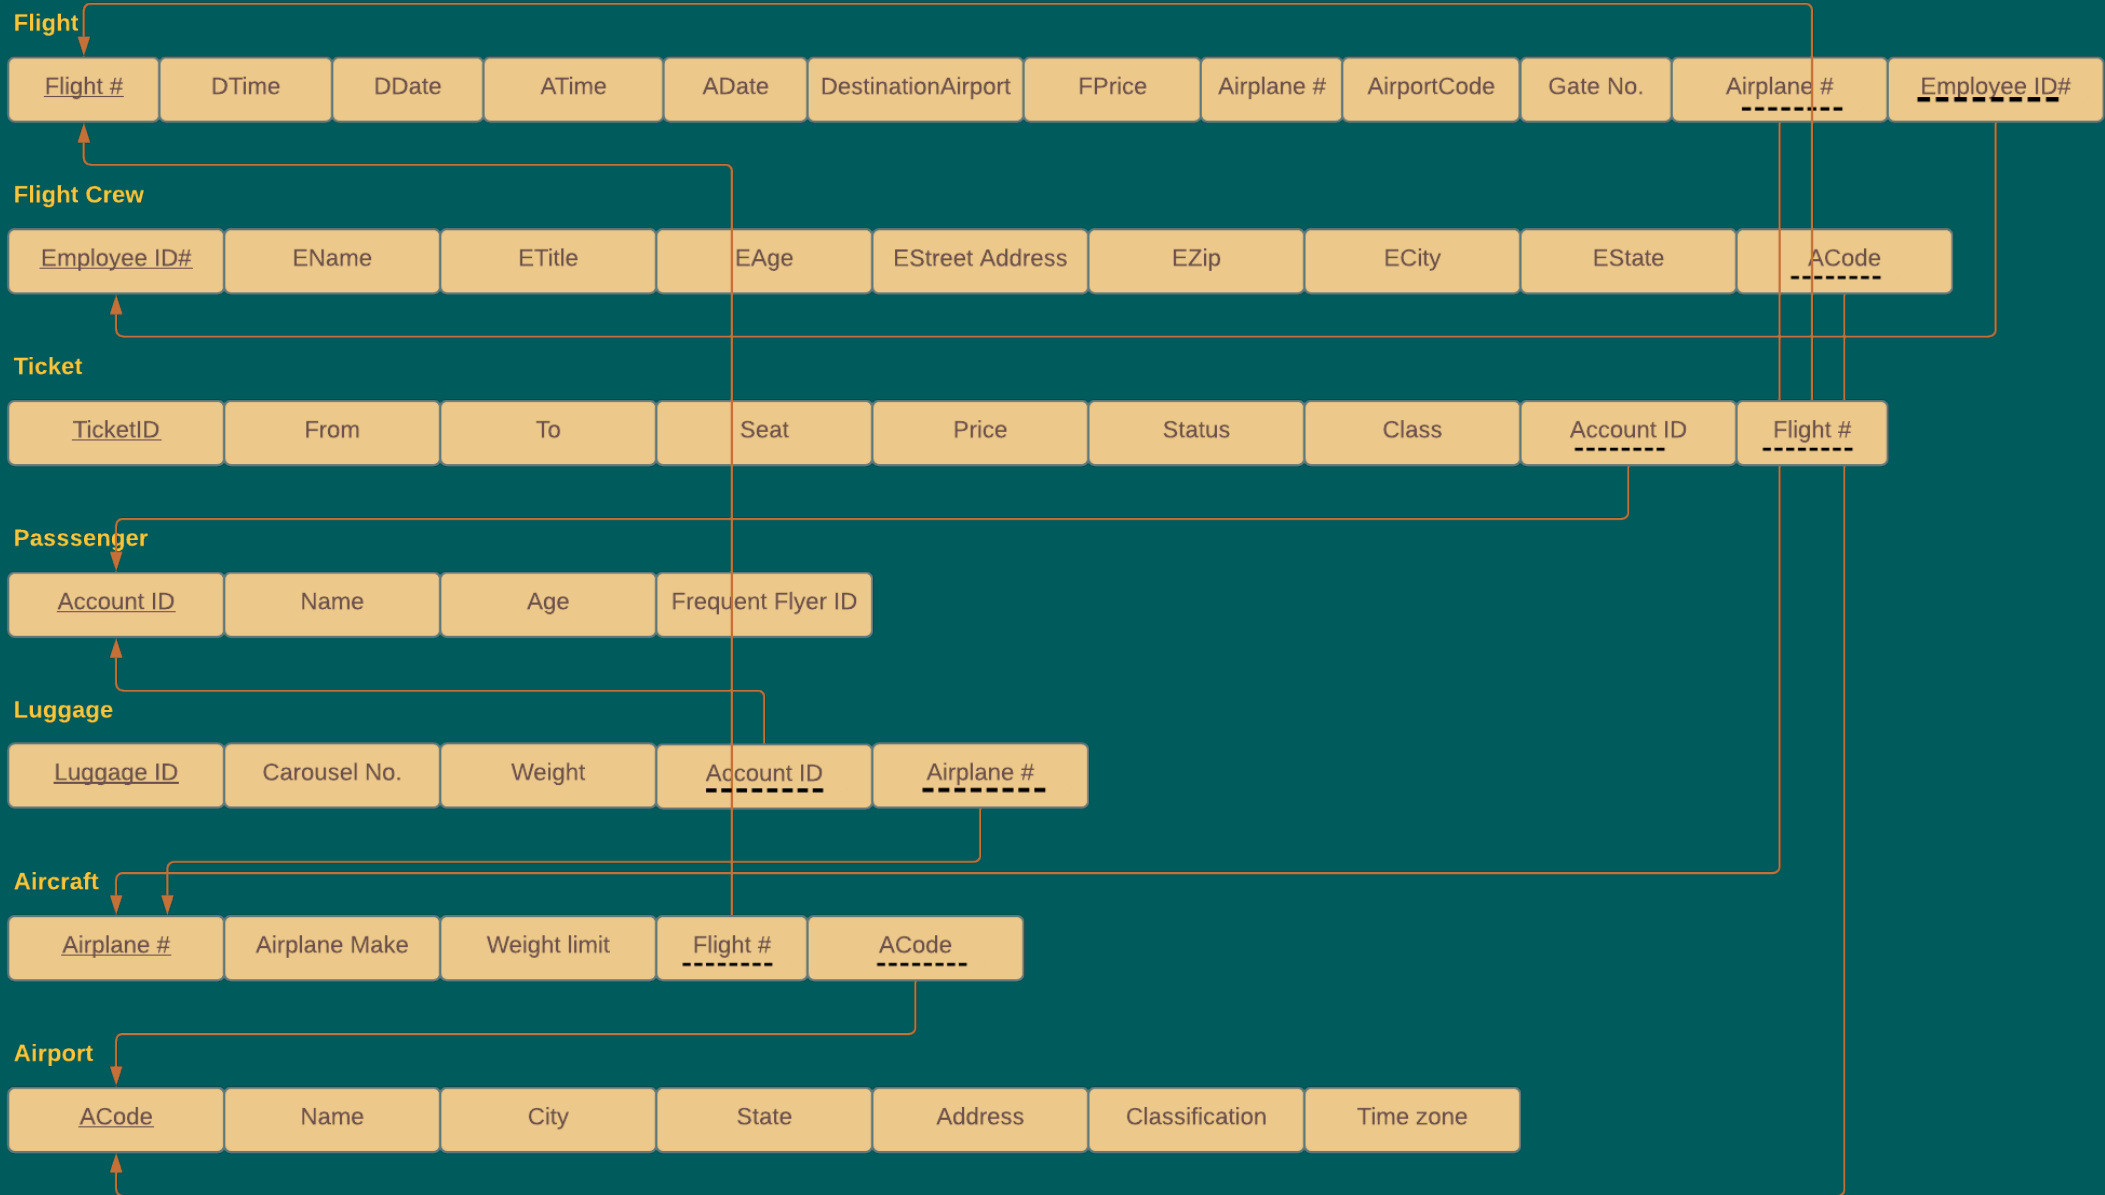 Flight
Flight # DTime DDate ATime ADate DestinationAirport FPrice Airplane # AirportCode Gate No. Airplane # Employee ID#
Flight Crew
Employee ID# EName ETitle EAge EStreet Address EZip ECity EState ACode
Ticket
TicketID From To Seat Price Status Class Account ID Flight #
Passsenger
Account ID Name Age Frequent Flyer ID
Luggage
Luggage ID Carousel No. Weight Account ID Airplane #
Aircraft
Airplane # Airplane Make Weight limit Flight # ACode
Airport
ACode Name City State Address Classification Time zone